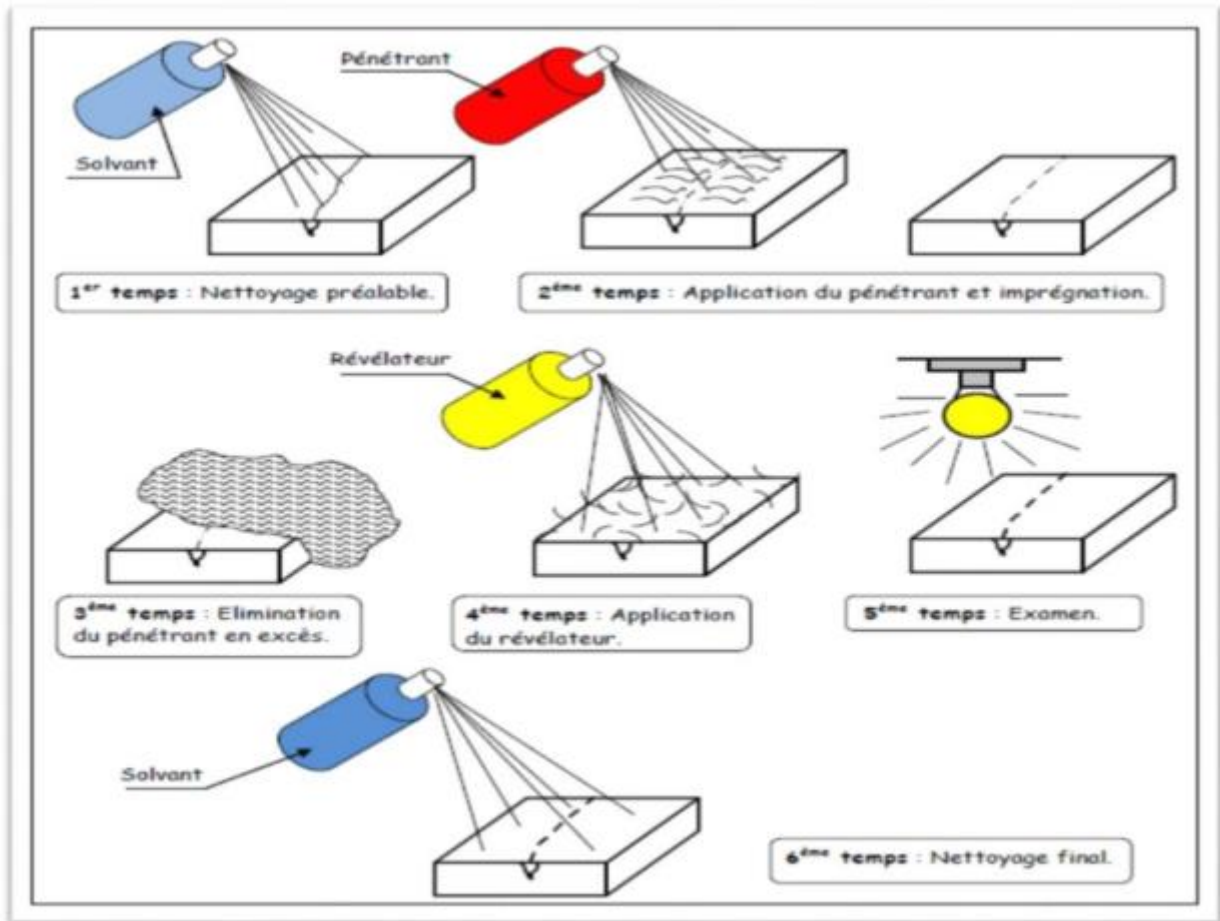 Solvant
Pénétrant
1er temps : Nettoyage préalable.
2ème temps : Application du pénétrant et imprégnation.
Révélateur
3ème temps : Elimination
du pénétrant en excès.
4ème temps : Application
du révélateur.
5ème temps : Examen.
Solvant
6ème temps : Nettoyage final.